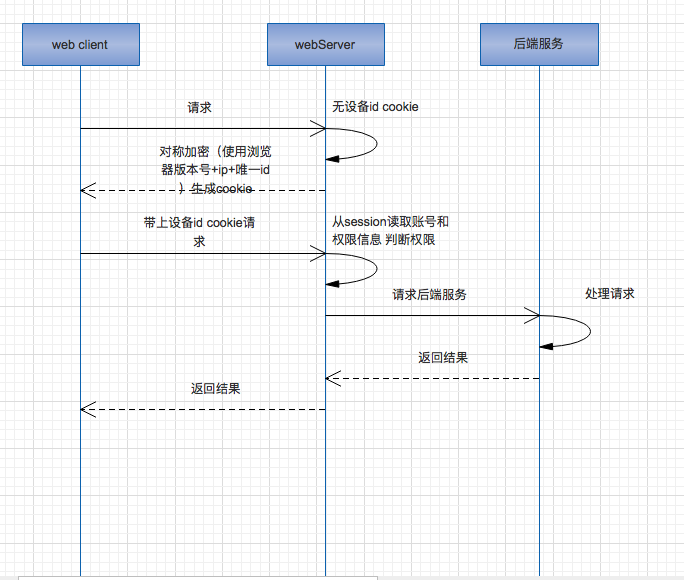 web client
webServer
后端服务
请求
无设备id cookie
对称加密（使用浏览
器版本号+ip+唯一id
）生成cookie
带上设备id cookie请
求
从session读取账号和
权限信息 判断权限
请求后端服务
处理请求
返回结果
返回结果